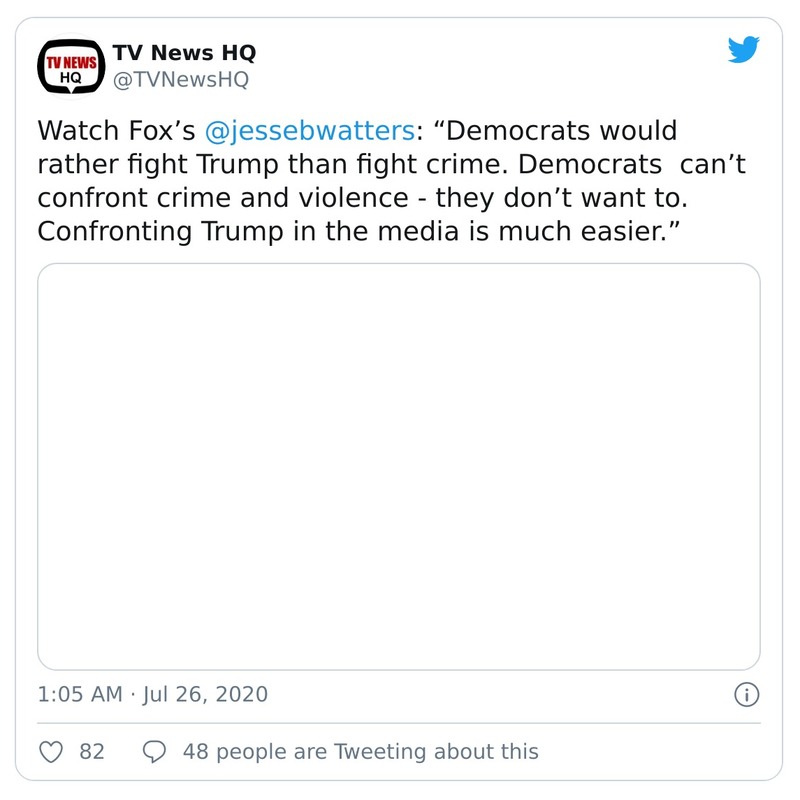 TV NEWS
HQ
TV News HQ
@TVNewsHQ
Watch Fox’s @jessebwatters: “Democrats would
rather fight Trump than fight crime. Democrats  can’t
confront crime and violence - they don’t want to.
Confronting Trump in the media is much easier.”
1:05 AM · Jul 26, 2020
82
48 people are Tweeting about this